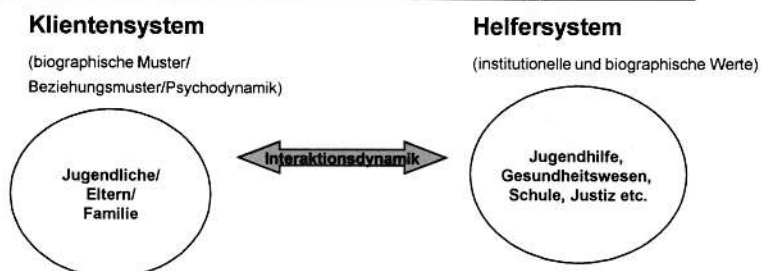 Klientensystem
(biographische Muster/
Beziehungsmuster/Psychodynamik)
Jugendliche/
Eltern/
Familie
Interaktionsdynamik
Helfersystem
(institutionelle und biographische Werte)
Jugendhilfe,
Gesundheitswesen,
Schule, Justiz etc.